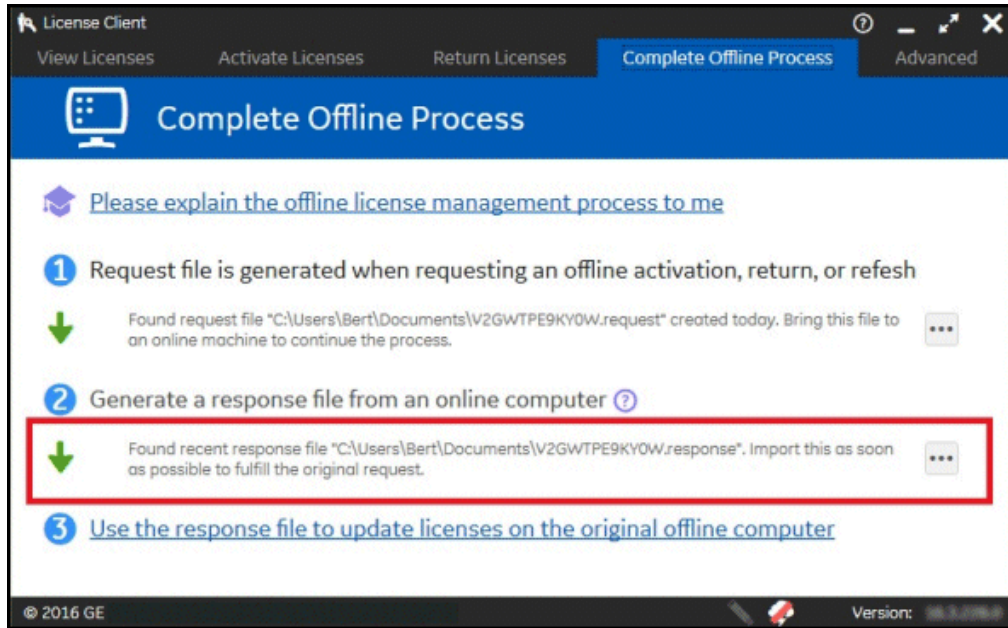 License Client
View Licenses
Activate Licenses
Return Licenses
Complete Offline Process
Advanced
Complete Offline Process
Please explain the offline license management process to me
1 Request file is generated when requesting an offline activation, return, or refesh
Found request file "C:\Users\Bert\Documents\V2GWTPE9KY0W.request" created today. Bring this file to
an online machine to continue the process.
2 Generate a response file from an online computer ?
Found recent response file "C:\Users\Bert\Documents\V2GWTPE9KY0W.response". Import this as soon
as possible to fulfill the original request.
3 Use the response file to update licenses on the original offline computer
© 2016 GE
Version: